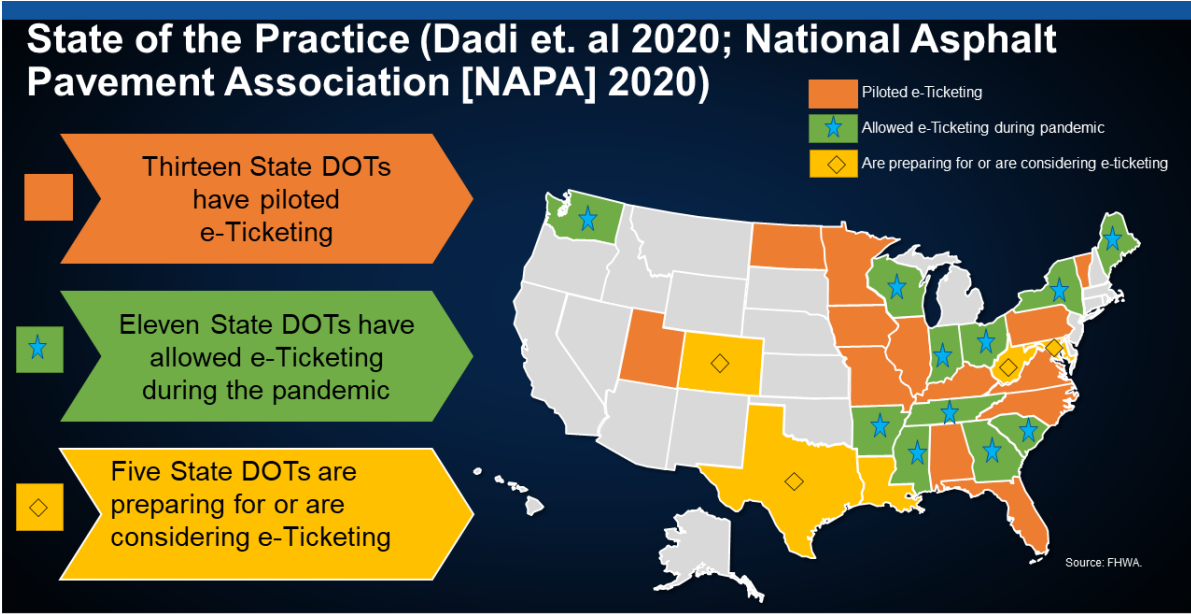 State of the Practice (Dadi et. al 2020; National Asphalt
Pavement Association [NAPA] 2020)
Piloted e-Ticketing
Allowed e-Ticketing during pandemic
Are preparing for or are considering e-ticketing
Thirteen State DOTs
have piloted
e-Ticketing
Eleven State DOTs have
allowed e-Ticketing
during the pandemic
Five State DOTs are
preparing for or are
considering e-Ticketing
Source: FHWA.